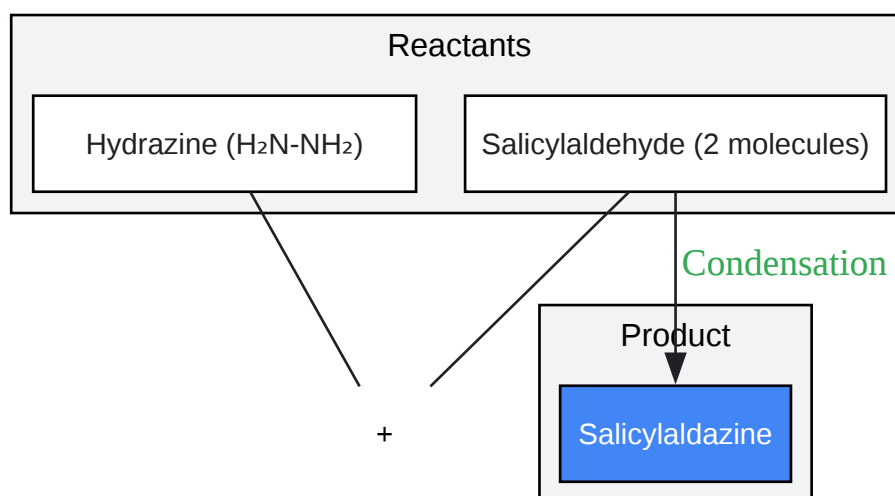 Reactants
Hydrazine (H₂N-NH₂)
Salicylaldehyde (2 molecules)
Condensation
Product
+
Salicylaldazine